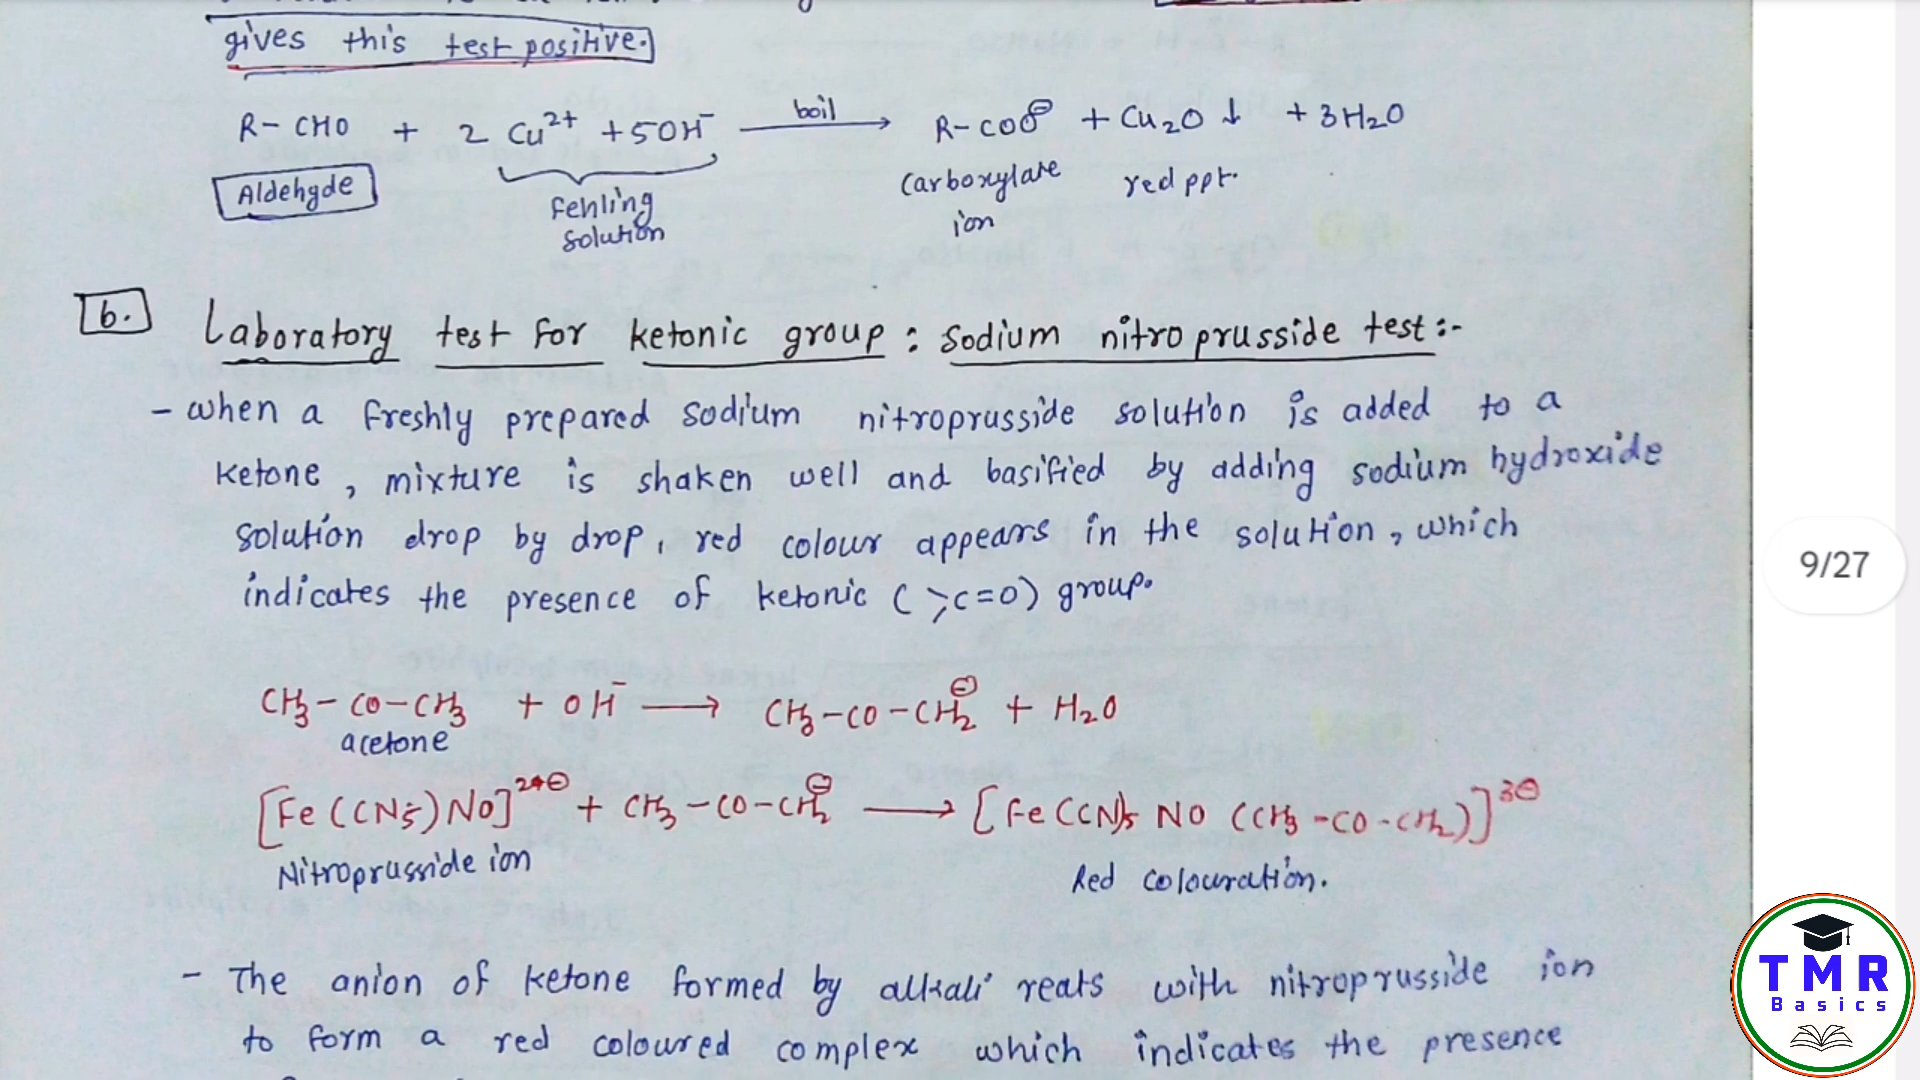 gives this test positive.
R- CHO + 2 Cu²⁺ + 5OH⁻ boil → R-COO⊖ + Cu₂O ↓ + 3H₂O
Aldehyde
Fehling
solution
Carboxylate
ion
red ppt.
6.
Laboratory test for ketonic group : Sodium nitroprusside test:-
- when a freshly prepared sodium nitroprusside solution is added to a
ketone, mixture is shaken well and basified by adding sodium hydroxide
solution drop by drop, red colour appears in the solution, which
indicates the presence of ketonic ( >C=O) group.
CH₃-CO-CH₃ + OH⁻ → CH₃-CO-CH₂⊖ + H₂O
acetone
[Fe(CN₅)NO]²⊖ + CH₃-CO-CH₂⊖ → [Fe(CN)₅ NO (CH₃-CO-CH₂)]³⊖
Nitroprusside ion
Red colouration.
- The anion of ketone formed by alkali reats with nitroprusside ion
to form a red coloured complex which indicates the presence
9/27
TMR
Basics